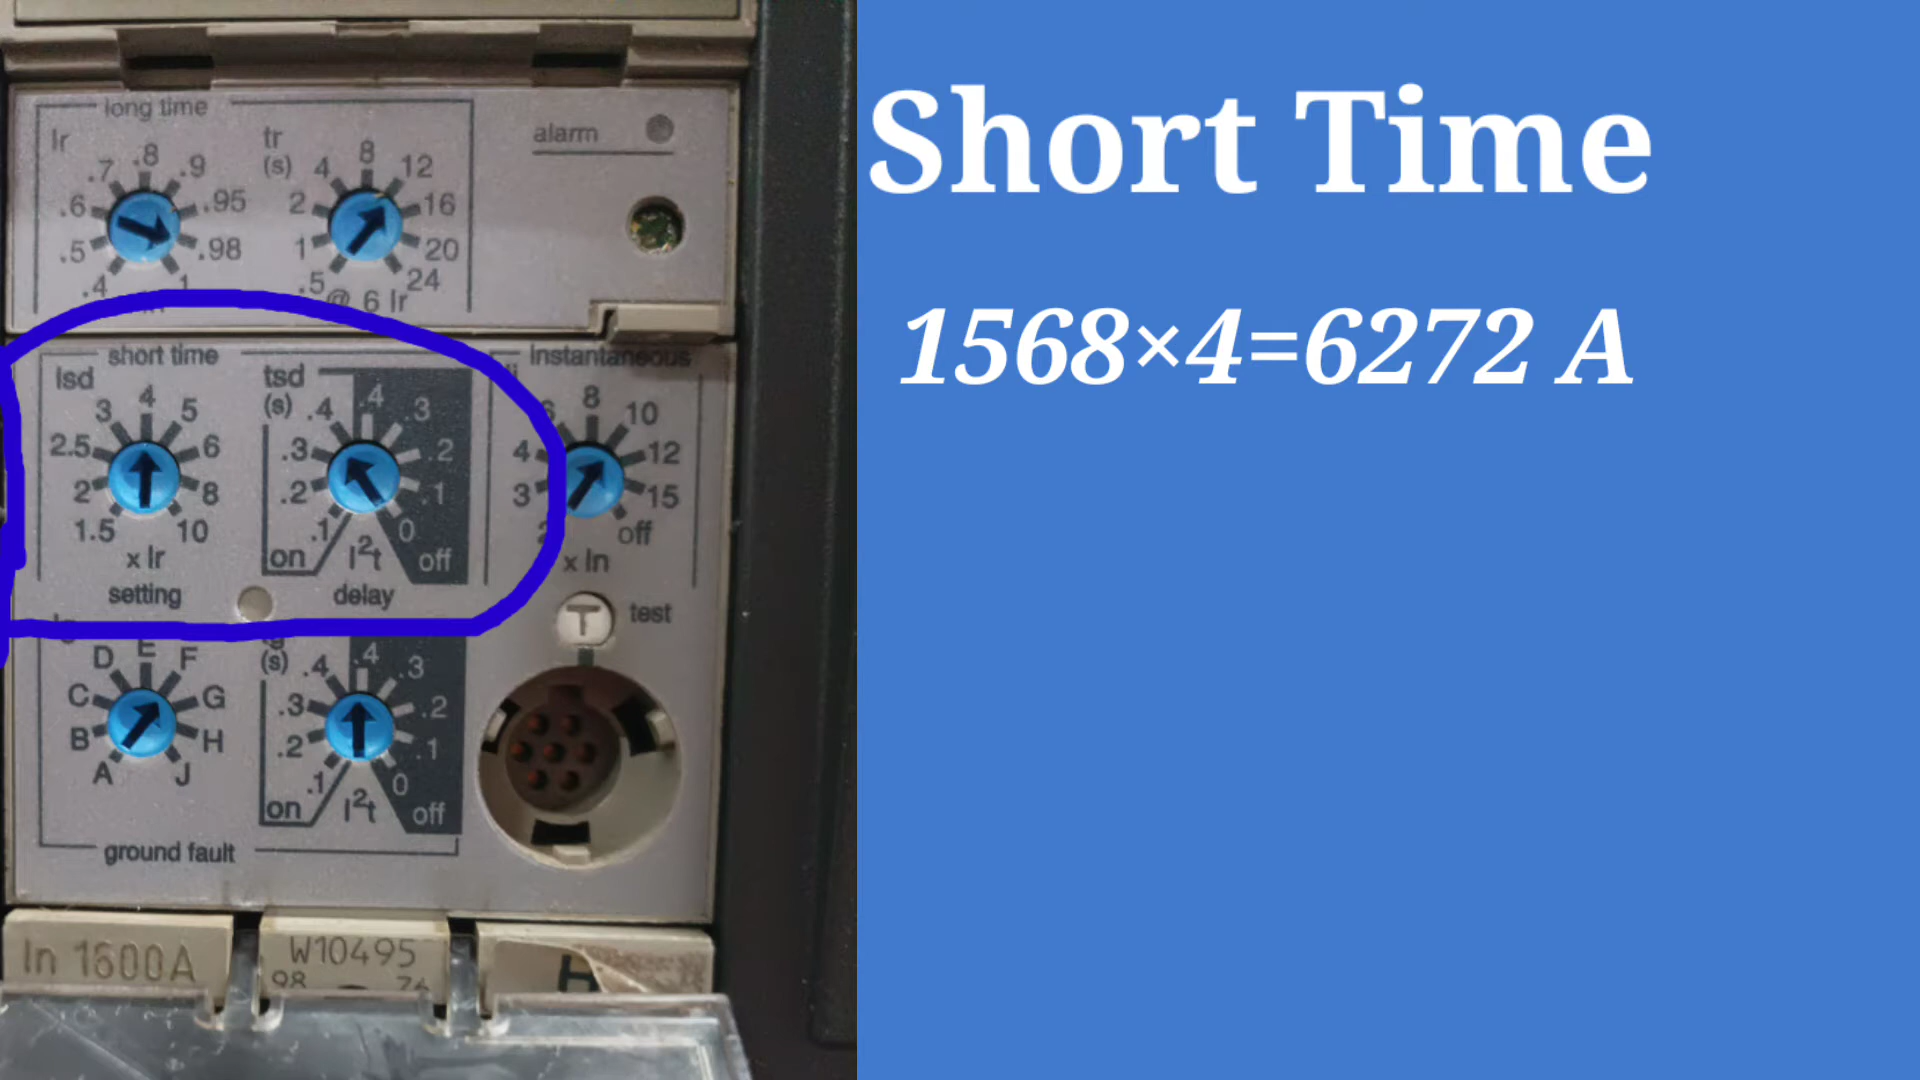 long time
Ir
.4 .5 .6 .7 .8 .9 .95 .98 1
tr
(s)
.5 1 2 4 8 12 16 20 24
@ 6 Ir
alarm
short time
Isd
1.5 2 2.5 3 4 5 6 8 10
x Ir
setting
tsd
(s)
.1 .2 .3 .4 .4 .3 .2 .1 0
on I²t off
delay
Instantaneous
2 3 4 6 8 10 12 15 off
x In
test
T
A B C D E F G H J
(s)
.1 .2 .3 .4 .4 .3 .2 .1 0
on I²t off
ground fault
In 1600A
W10495
Short Time
1568×4=6272 A